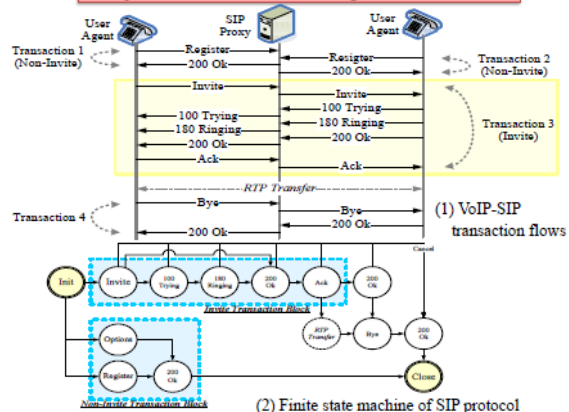 User
Agent
SIP
Proxy
User
Agent
Transaction 1
(Non-Invite)
Register
200 Ok
Resigter
200 Ok
Transaction 2
(Non-Invite)
Invite
Invite
100 Trying
100 Trying
180 Ringing
180 Ringing
200 Ok
200 Ok
Ack
Ack
Transaction 3
(Invite)
RTP Transfer
Transaction 4
Bye
Bye
200 Ok
200 Ok
(1) VoIP-SIP
transaction flows
Cancel
Init
Invite
100
Trying
180
Ringing
200
Ok
Ack
200
Ok
Invite Transaction Block
RTP
Transfer
Bye
200
Ok
Options
Register
200
Ok
Close
Non-Invite Transaction Block
(2) Finite state machine of SIP protocol